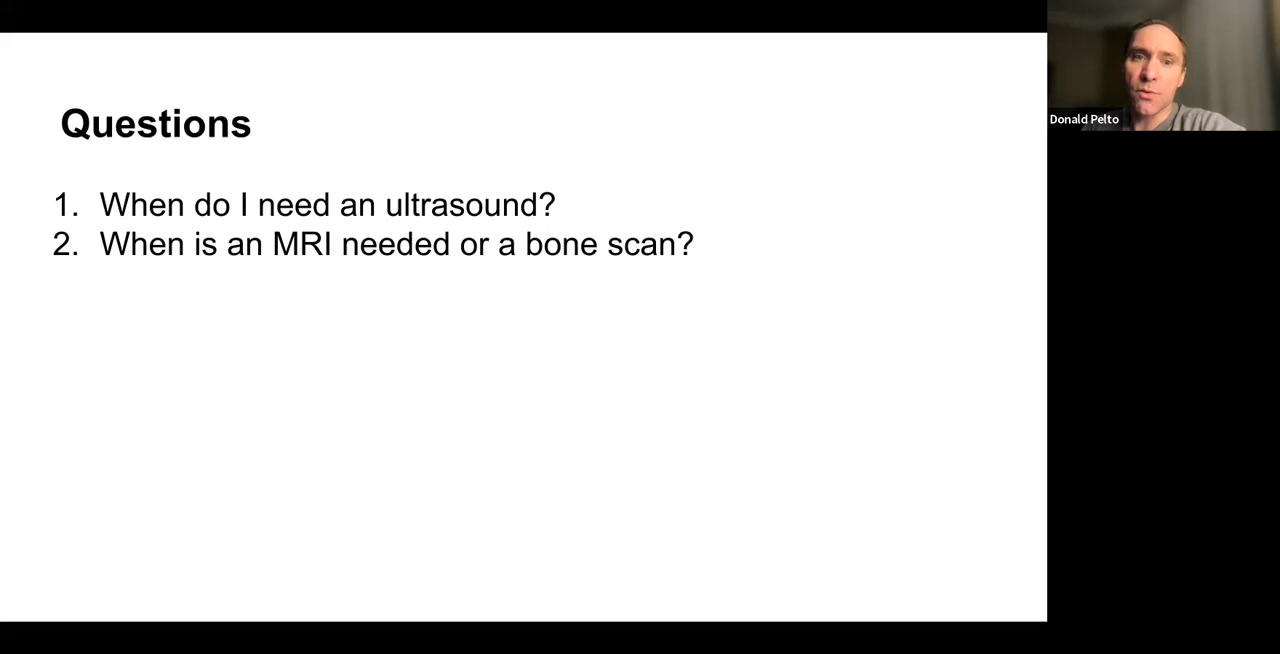 Questions
1. When do I need an ultrasound?
2. When is an MRI needed or a bone scan?
Donald Pelto